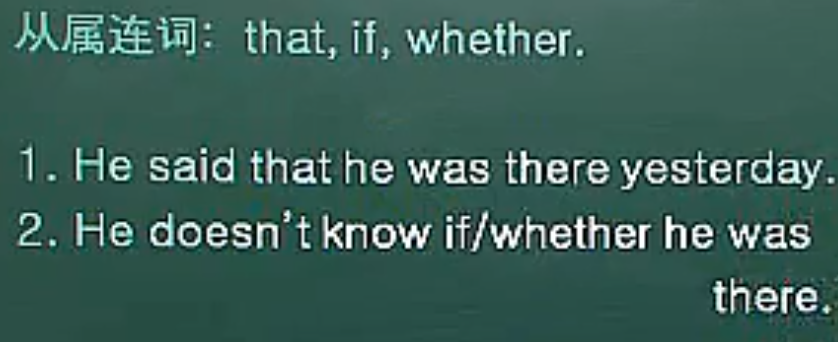 从属连词：that, if, whether.
1. He said that he was there yesterday.
2. He doesn't know if/whether he was
there.